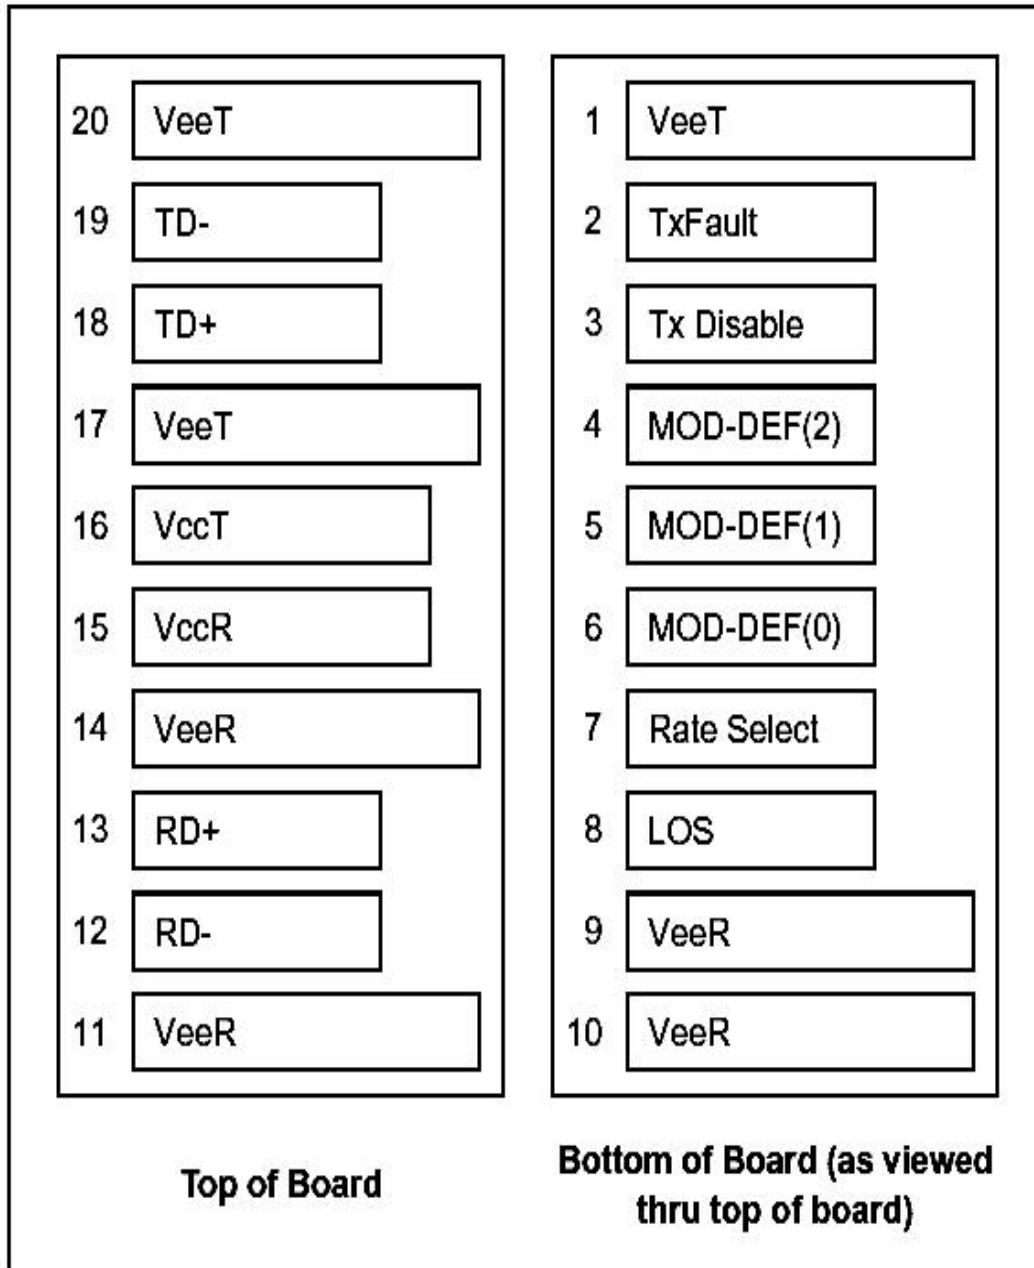 20 VeeT
19 TD-
18 TD+
17 VeeT
16 VccT
15 VccR
14 VeeR
13 RD+
12 RD-
11 VeeR
Top of Board
1 VeeT
2 TxFault
3 Tx Disable
4 MOD-DEF(2)
5 MOD-DEF(1)
6 MOD-DEF(0)
7 Rate Select
8 LOS
9 VeeR
10 VeeR
Bottom of Board (as viewed
thru top of board)